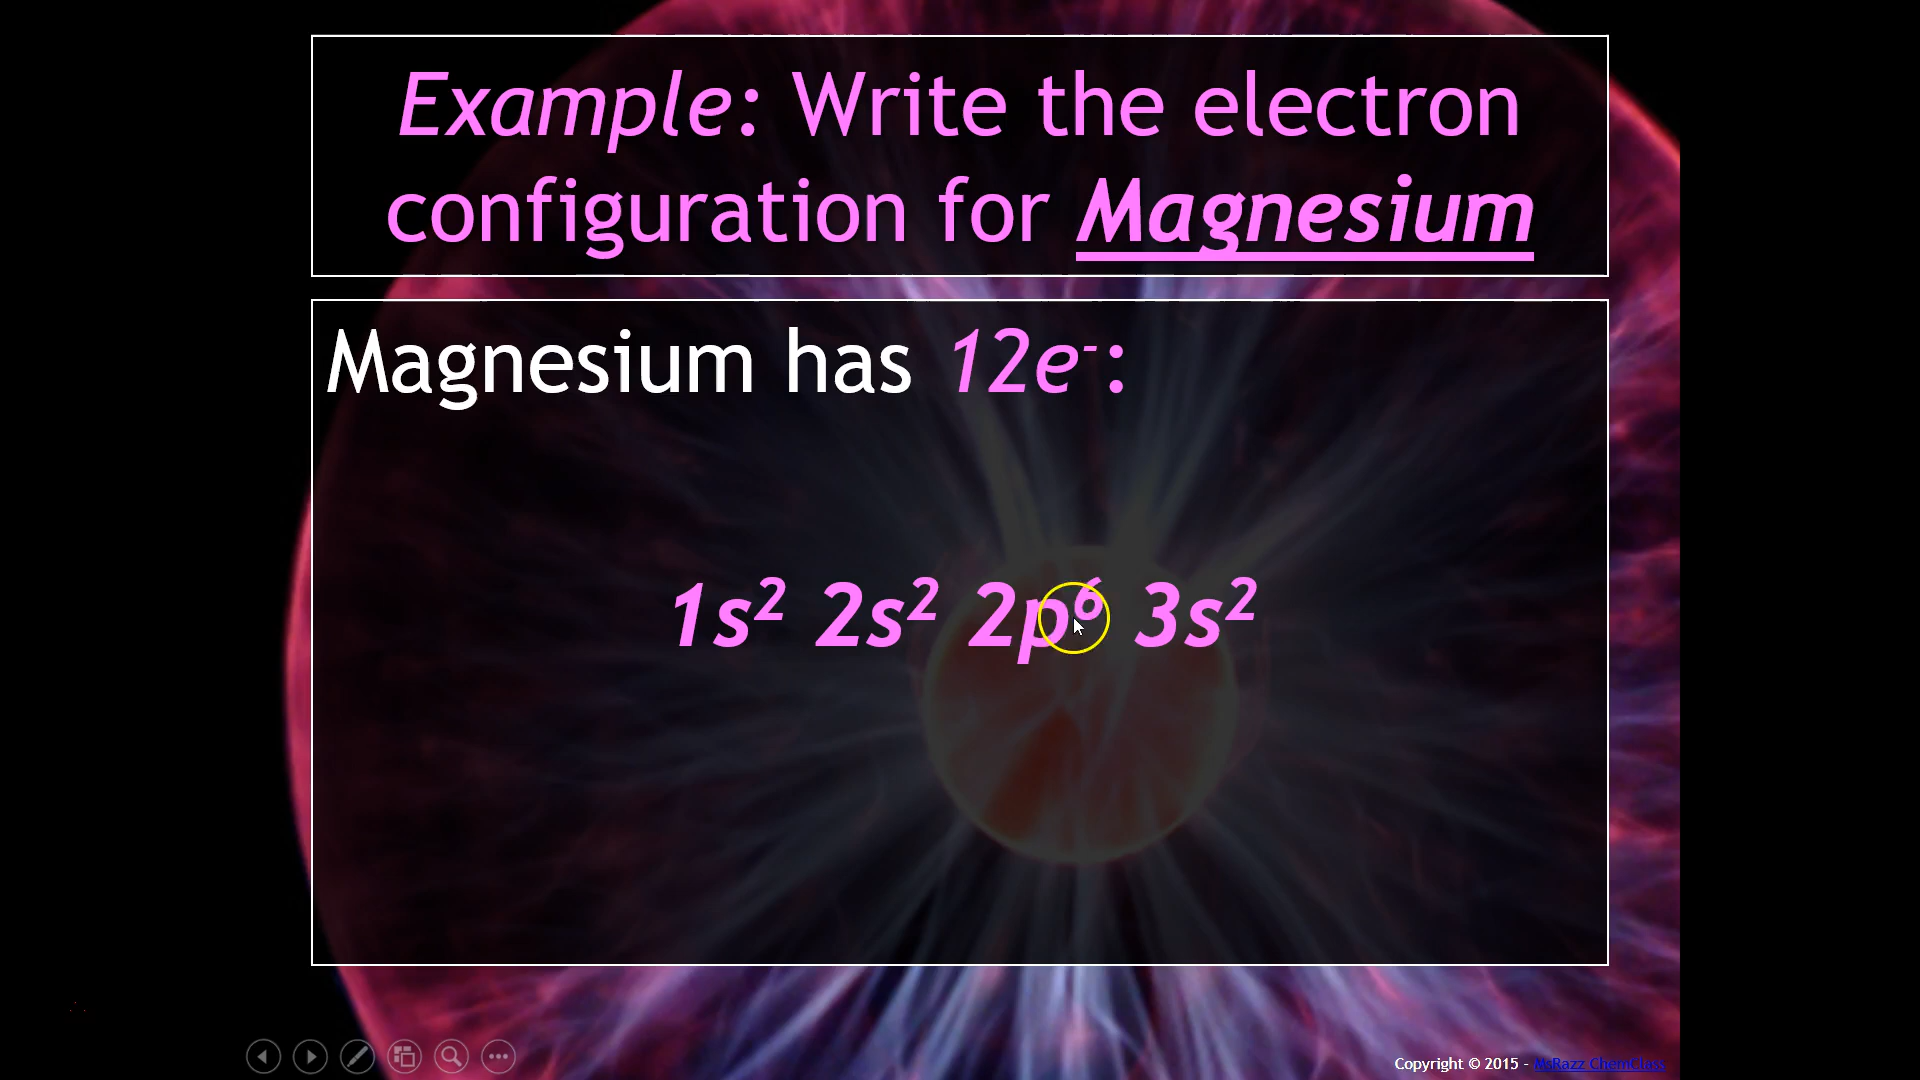 Example: Write the electron
configuration for Magnesium
Magnesium has 12e⁻:
1s² 2s² 2p⁶ 3s²
Copyright © 2015 - MsRazz ChemClass